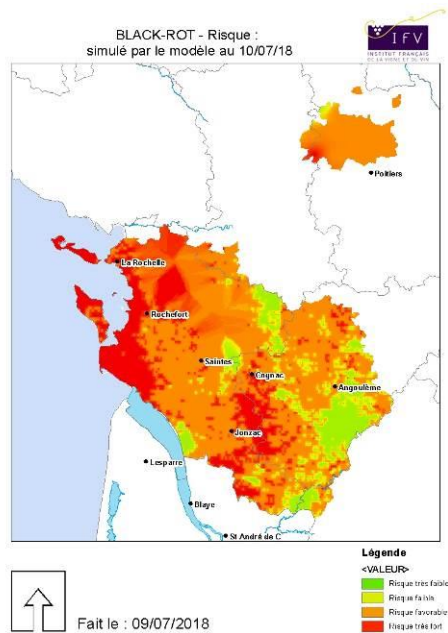 BLACK-ROT - Risque :
simulé par le modèle au 10/07/18
IFV
INSTITUT FRANÇAIS
DE LA VIGNE ET DU VIN
Poitiers
La Rochelle
Rochefort
Saintes
Cognac
Angoulème
Jonzac
Lesparre
Blaye
St André de C
Légende
<VALEUR>
Risque très faible
Risque faible
Risque favorable
Risque très fort
Fait le : 09/07/2018